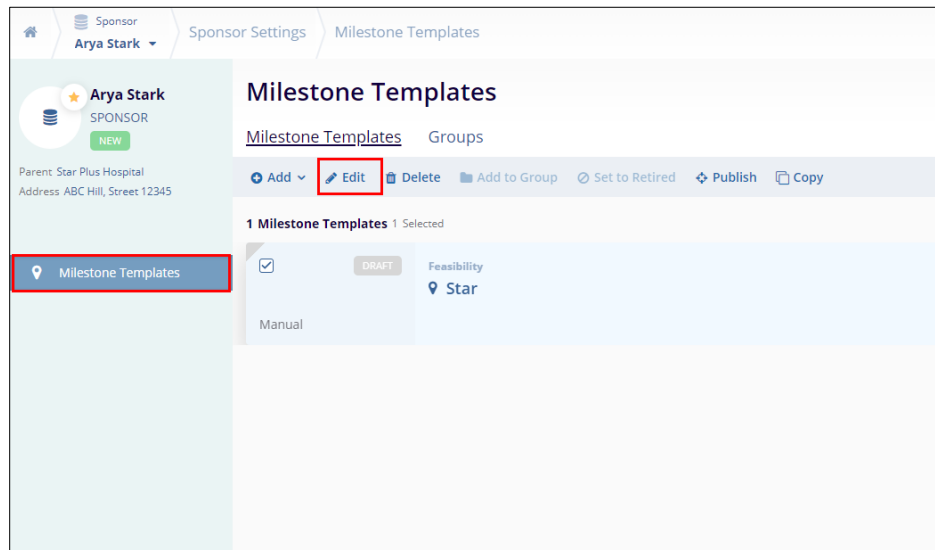 Sponsor
Arya Stark
Sponsor Settings
Milestone Templates
Arya Stark
SPONSOR
NEW
Parent Star Plus Hospital
Address ABC Hill, Street 12345
Milestone Templates
Milestone Templates
Milestone Templates Groups
Add Edit Delete Add to Group Set to Retired Publish Copy
1 Milestone Templates 1 Selected
DRAFT
Manual
Feasibility
Star